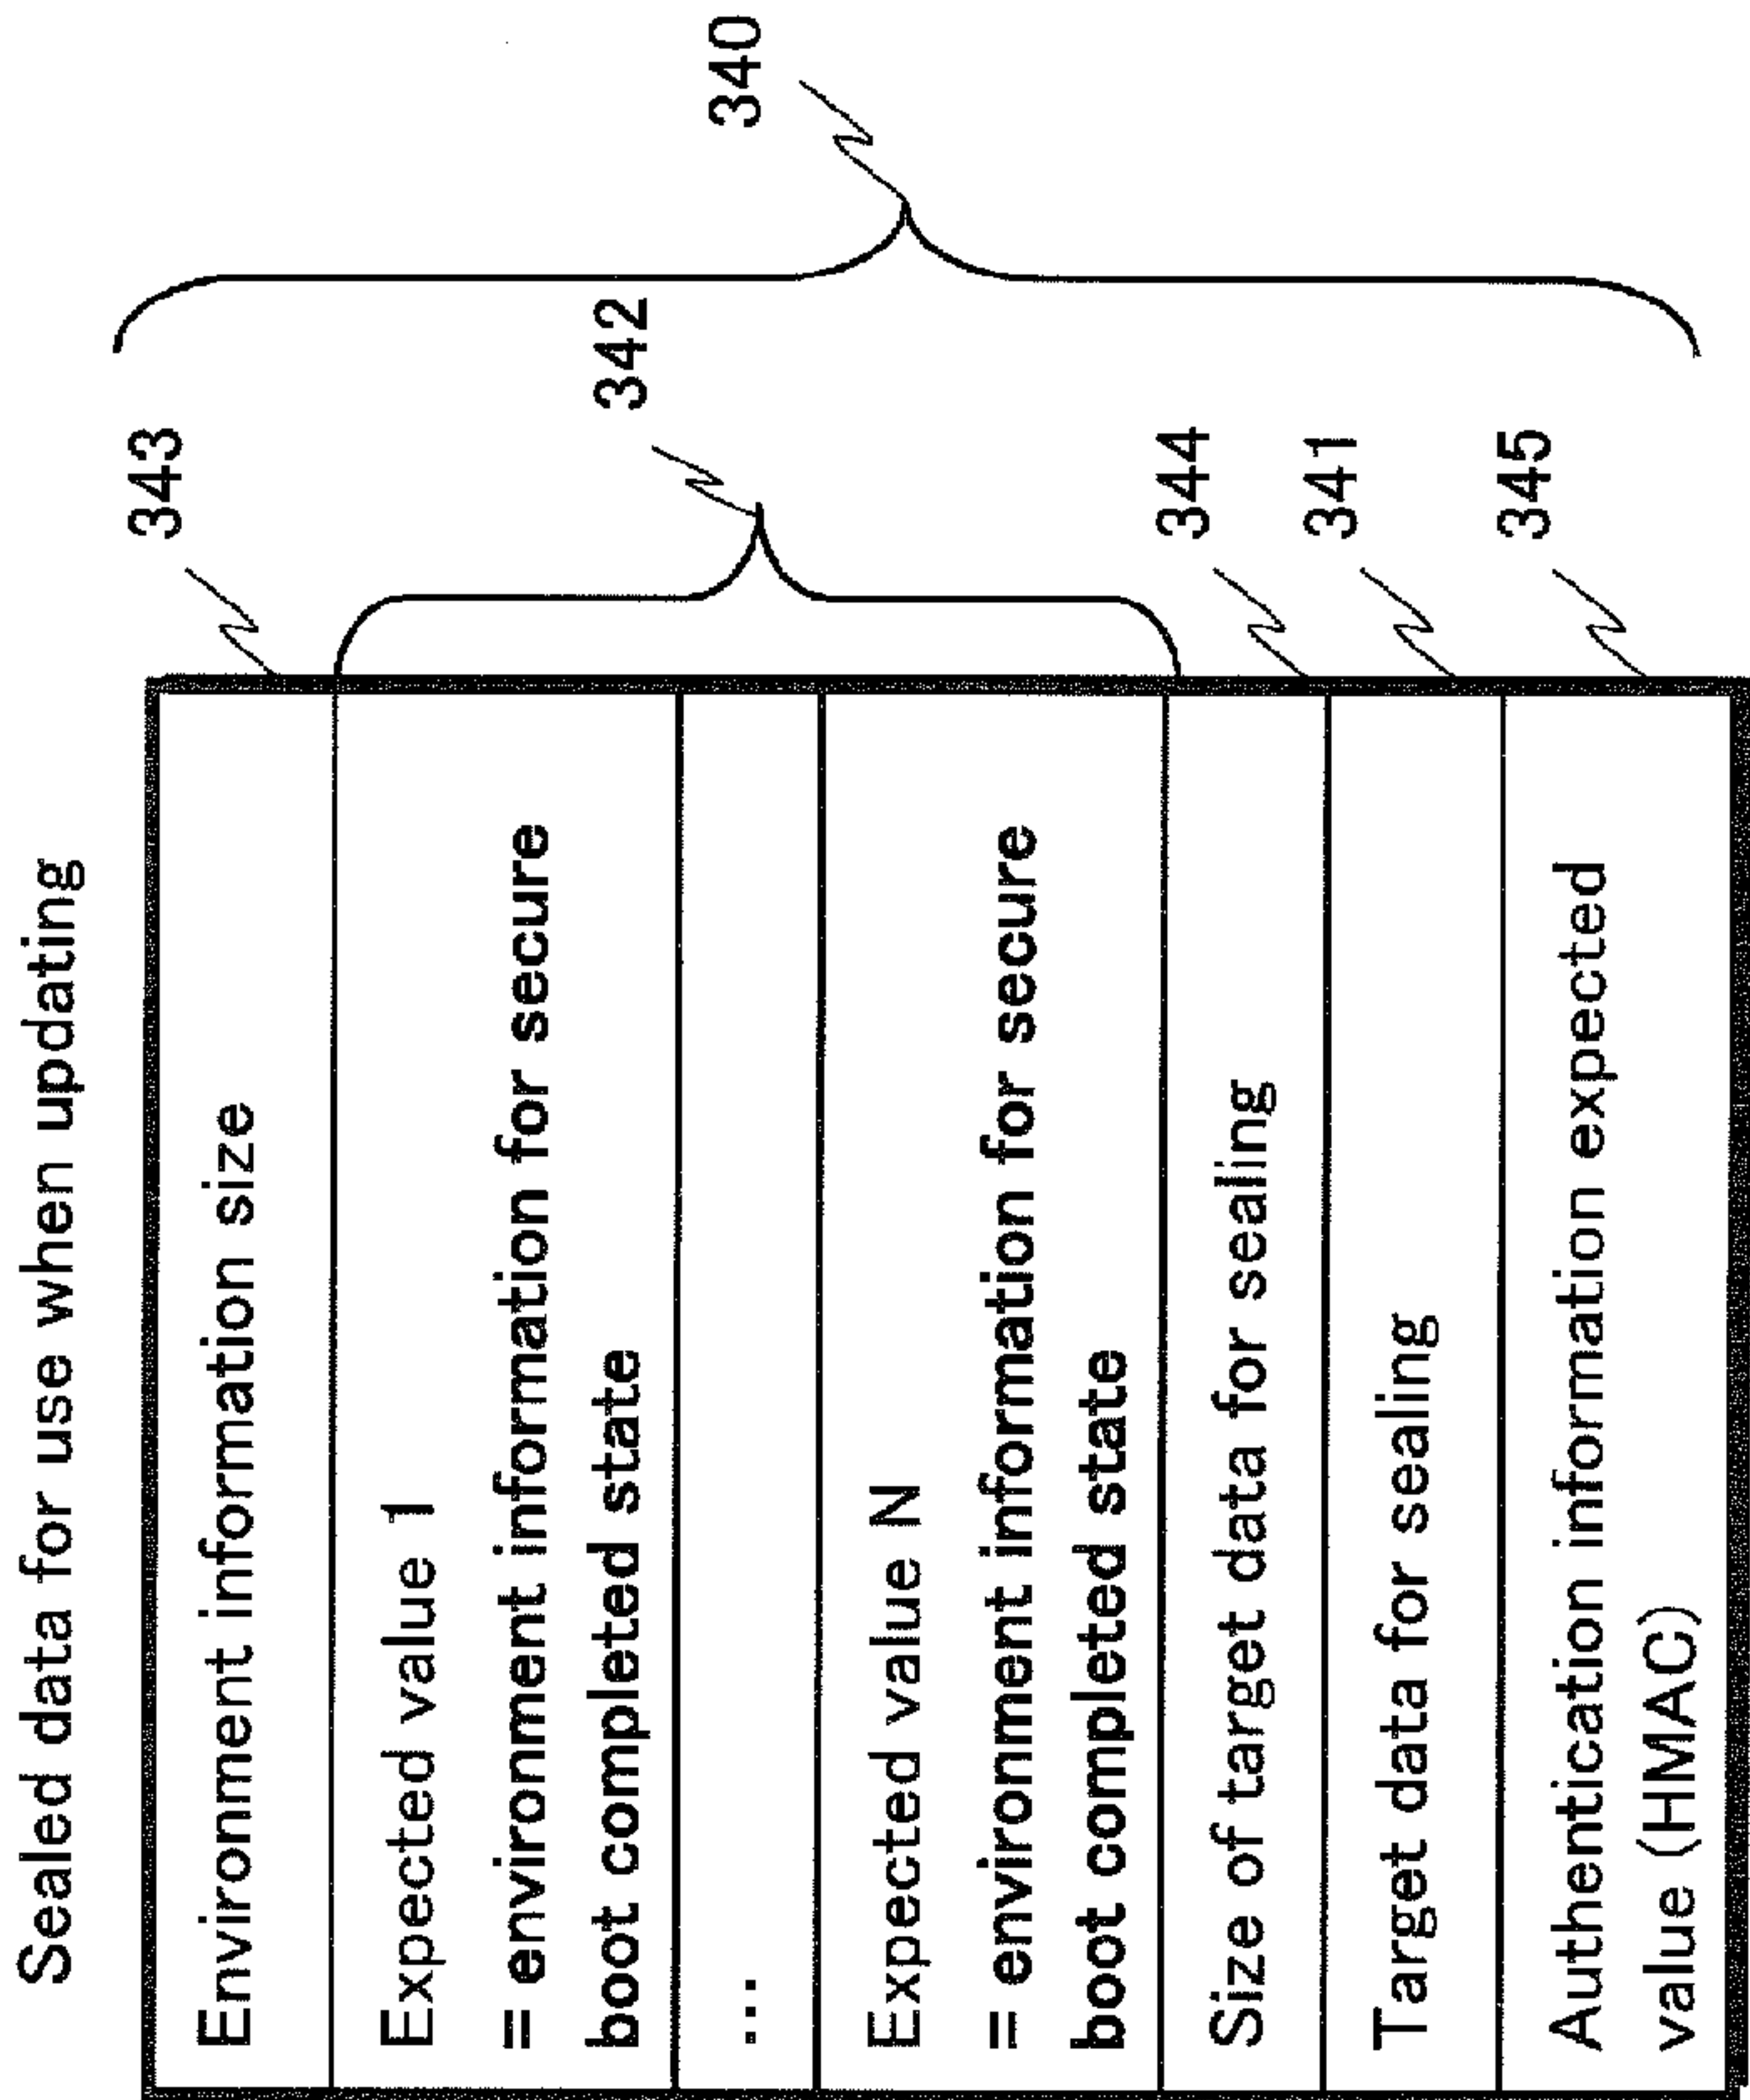 Sealed data for use when updating
Environment information size
343
Expected value 1
= environment information for secure
boot completed state
...
Expected value N
= environment information for secure
boot completed state
342
340
Size of target data for sealing
344
Target data for sealing
341
Authentication information expected
value (HMAC)
345